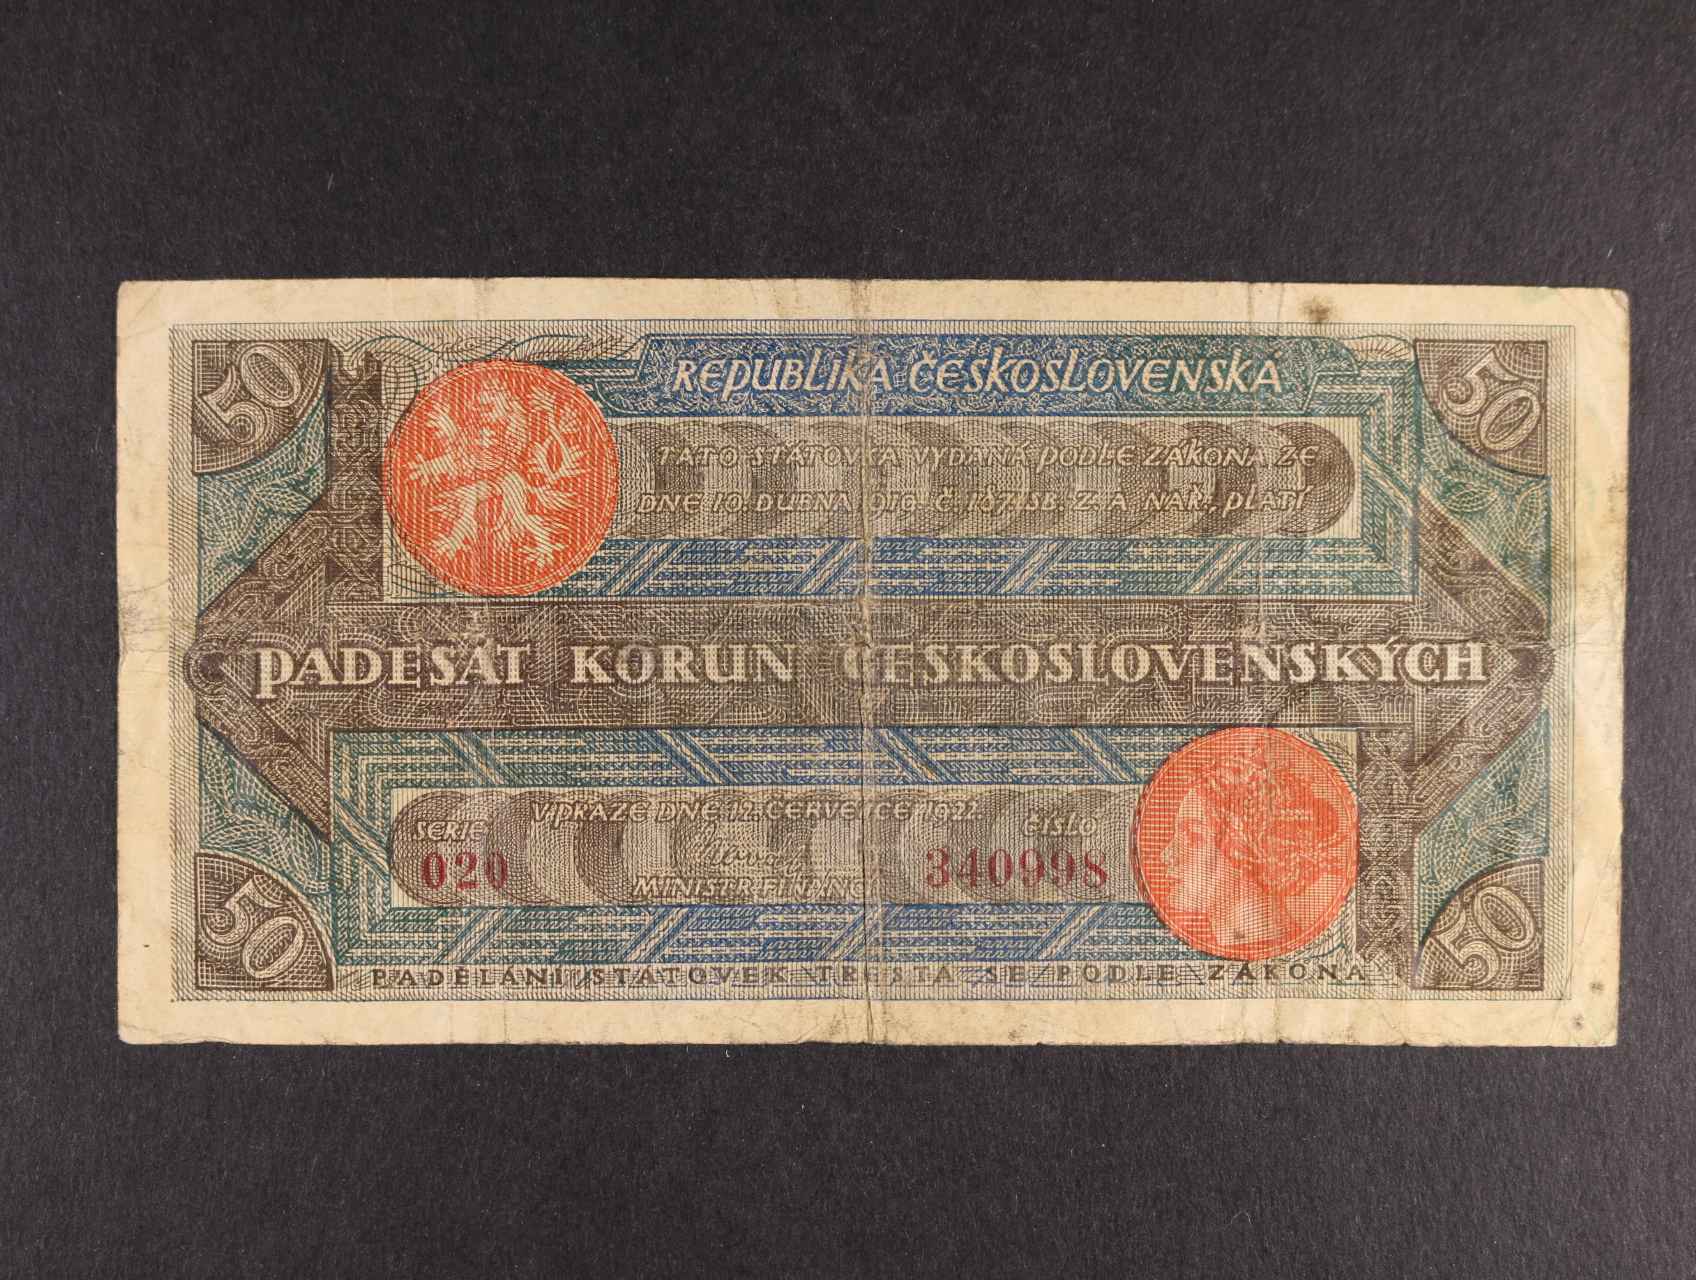 50
50
REPUBLIKA ČESKOSLOVENSKÁ
TATO STÁTOVKA VYDANÁ PODLE ZÁKONA ZE
DNE 10. DUBNA 1919. Č. 187. SB. Z. A NAŘ., PLATÍ
PADESÁT KORUN ČESKOSLOVENSKÝCH
V PRAZE DNE 12. ČERVENCE 1922
SERIE ČÍSLO
020 340998
MINISTR FINANCÍ
50
50
PADĚLÁNÍ STÁTOVEK TRESTÁ SE PODLE ZÁKONA